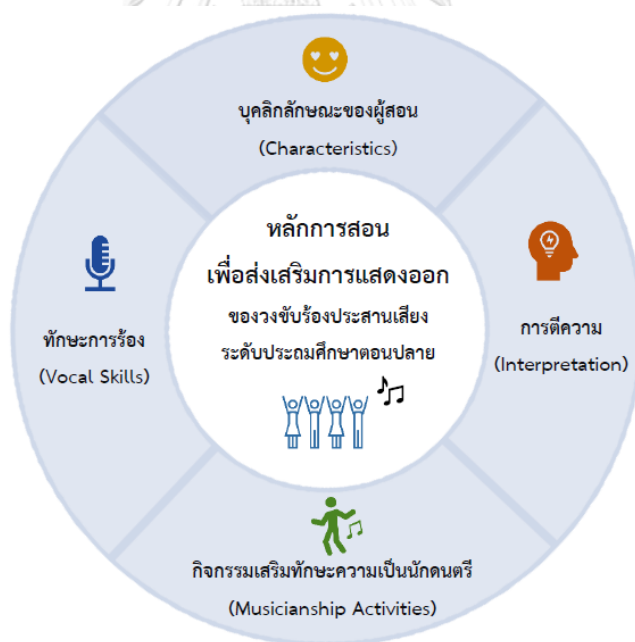 บุคลิกลักษณะของผู้สอน
(Characteristics)
หลักการสอน
เพื่อส่งเสริมการแสดงออก
ของวงขับร้องประสานเสียง
ระดับประถมศึกษาตอนปลาย
ทักษะการร้อง
(Vocal Skills)
การตีความ
(Interpretation)
กิจกรรมเสริมทักษะความเป็นนักดนตรี
(Musicianship Activities)